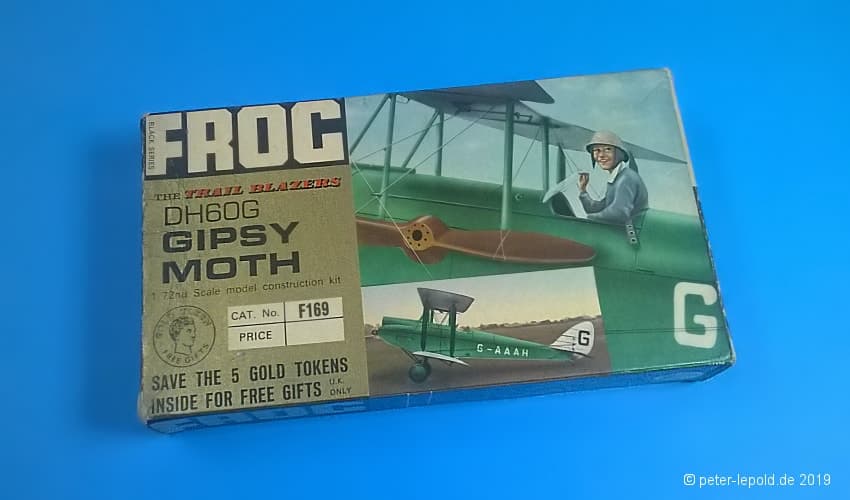 BLACK SERIES
FROG
THE TRAIL BLAZERS
DH60G
GIPSY
MOTH
1/72nd Scale model construction kit
CAT. No. F169
PRICE
FREE GIFTS
SAVE THE 5 GOLD TOKENS
INSIDE FOR FREE GIFTS U.K. ONLY
G-AAAH
G
G
FROG
© peter-lepold.de 2019